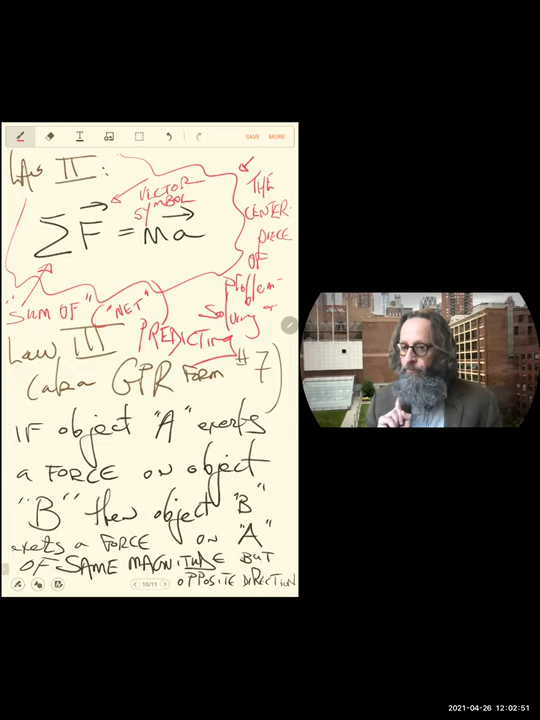 SAVE MORE
LAW II:
VECTOR
SYMBOL
THE
CENTER-
PIECE
OF
Problem-
Solving or
PREDICTING
∑F = ma
"SUM OF" ("NET")
Law III
(aka GPR Form #7)
IF object "A" exerts
a FORCE ON object
"B" then object "B"
exerts a FORCE ON "A"
OF SAME MAGNITUDE BUT
OPPOSITE DIRECTION
10/11
2021-04-26 12:02:51